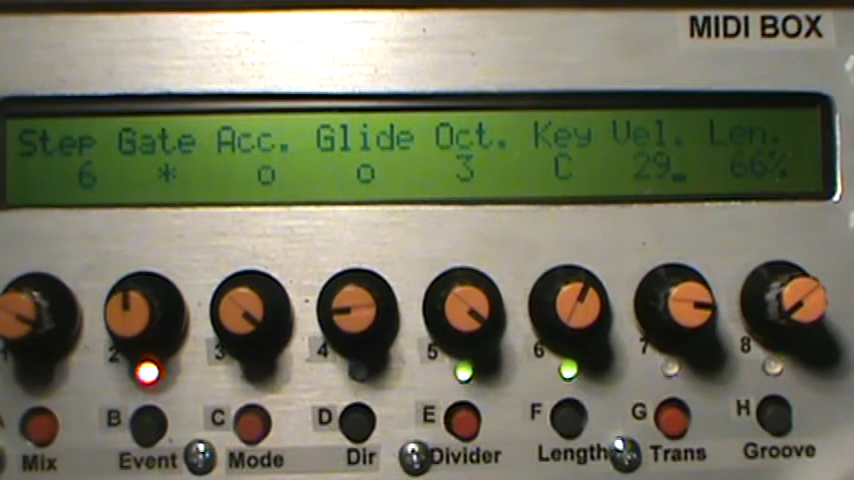 MIDI BOX
Step Gate Acc. Glide Oct. Key Vel. Len.
6 * o o 3 C 29 66%
1 2 3 4 5 6 7 8
A B C D E F G H
Mix Event Mode Dir Divider Length Trans Groove